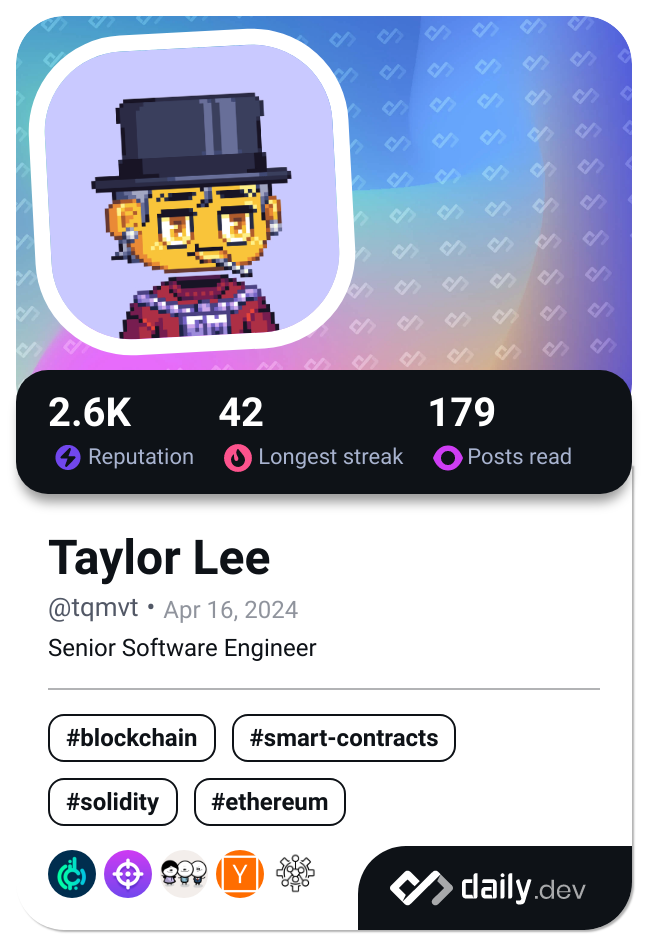 GM
2.6K 42 179
Reputation Longest streak Posts read
Taylor Lee
@tqmvt • Apr 16, 2024
Senior Software Engineer
#blockchain #smart-contracts
#solidity #ethereum
Y
daily.dev